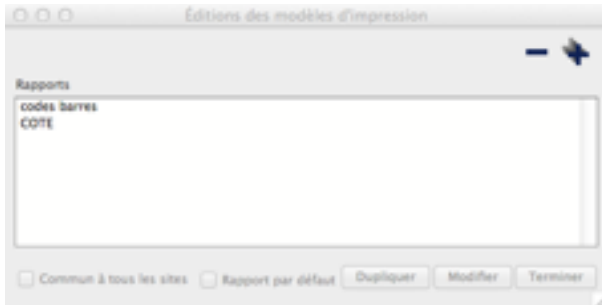 Éditions des modèles d'impression
Rapports
codes barres
COTE
Commun à tous les sites Rapport par défaut Dupliquer Modifier Terminer